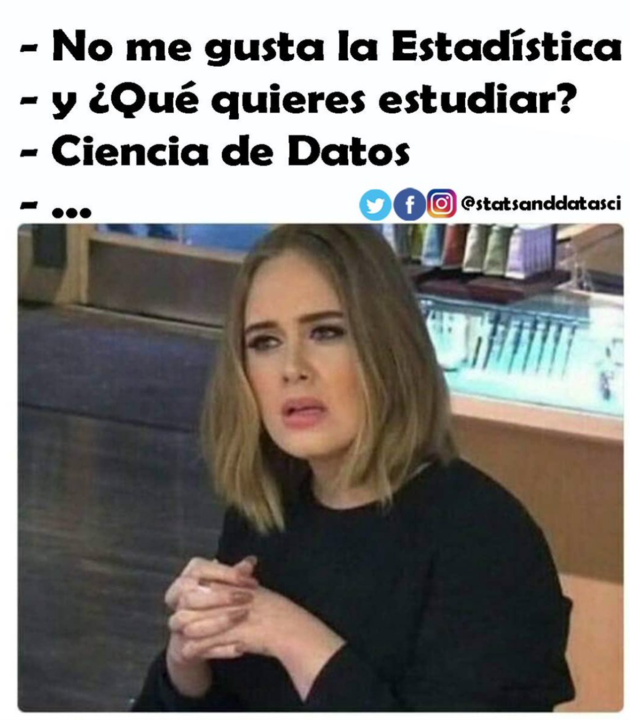 - No me gusta la Estadística
- y ¿Qué quieres estudiar?
- Ciencia de Datos
- ...
@statsanddatasci